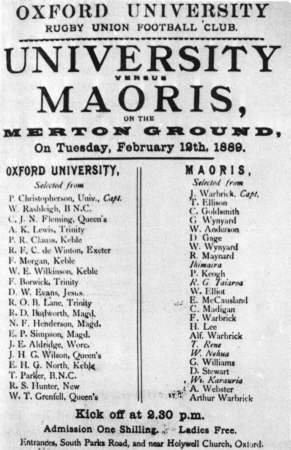 OXFORD UNIVERSITY
RUGBY UNION FOOTBALL CLUB.
UNIVERSITY
VERSUS
MAORIS,
ON THE
MERTON GROUND,
On Tuesday, February 12th, 1889.
OXFORD UNIVERSITY,
Selected from
P. Christopherson, Univ., Capt.
W. Rashleigh, B.N.C.
C. J. N. Fleming, Queen's
A. K. Lewis, Trinity
P. R. Clauss, Keble
R. F. C. de Winton, Exeter
F. Morgan, Keble
W. E. Wilkinson, Keble
F. Borwick, Trinity
D. W. Evans, Jesus
R. O. B. Lane, Trinity
R. D. Budworth, Magd.
N. F. Henderson, Magd.
E. P. Simpson, Magd.
J. E. Aldridge, Worc.
J. H. G. Wilson, Queen's
E. H. G. North, Keble
T. Parker, B.N.C.
R. S. Hunter, New
W. T. Grenfell, Queen's
MAORIS,
Selected from
J. Warbrick, Capt.
T. Ellison
C. Goldsmith
G. Wynyard
W. Anderson
D. Gage
W. Wynyard
R. Maynard
Ihimaira
P. Keogh
R. G. Taiaroa
W. Elliot
E. McCausland
C. Madigan
F. Warbrick
H. Lee
Alf. Warbrick
T. Rene
W. Nehua
G. Williams
D. Stewart
Wi. Karauria
A. Webster
Arthur Warbrick
Kick off at 2.30 p.m.
Admission One Shilling. Ladies Free.
Entrances, South Parks Road, and near Holywell Church, Oxford.